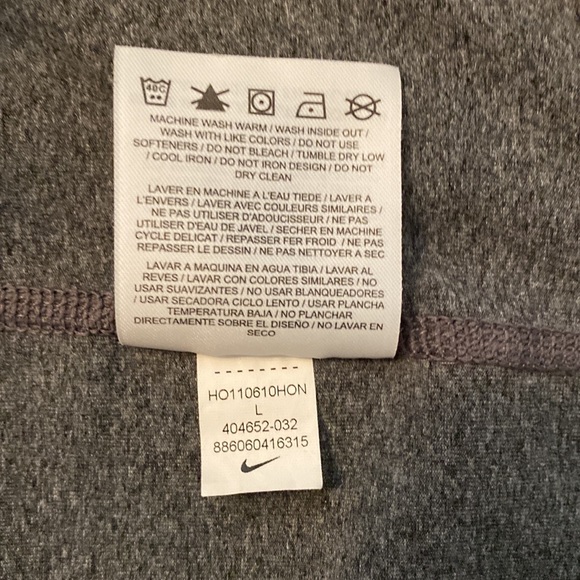 40C
MACHINE WASH WARM / WASH INSIDE OUT /
WASH WITH LIKE COLORS / DO NOT USE
SOFTENERS / DO NOT BLEACH / TUMBLE DRY LOW
/ COOL IRON / DO NOT IRON DESIGN / DO NOT
DRY CLEAN
LAVER EN MACHINE A L'EAU TIEDE / LAVER A
L'ENVERS / LAVER AVEC COULEURS SIMILAIRES /
NE PAS UTILISER D'ADOUCISSEUR / NE PAS
UTILISER D'EAU DE JAVEL / SECHER EN MACHINE
CYCLE DELICAT / REPASSER FER FROID / NE PAS
REPASSER LE DESSIN / NE PAS NETTOYER A SEC
LAVAR A MAQUINA EN AGUA TIBIA / LAVAR AL
REVES / LAVAR CON COLORES SIMILARES / NO
USAR SUAVIZANTES / NO USAR BLANQUEADORES
/ USAR SECADORA CICLO LENTO / USAR PLANCHA
TEMPERATURA BAJA / NO PLANCHAR
DIRECTAMENTE SOBRE EL DISEÑO / NO LAVAR EN
SECO
HO110610HON
L
404652-032
886060416315